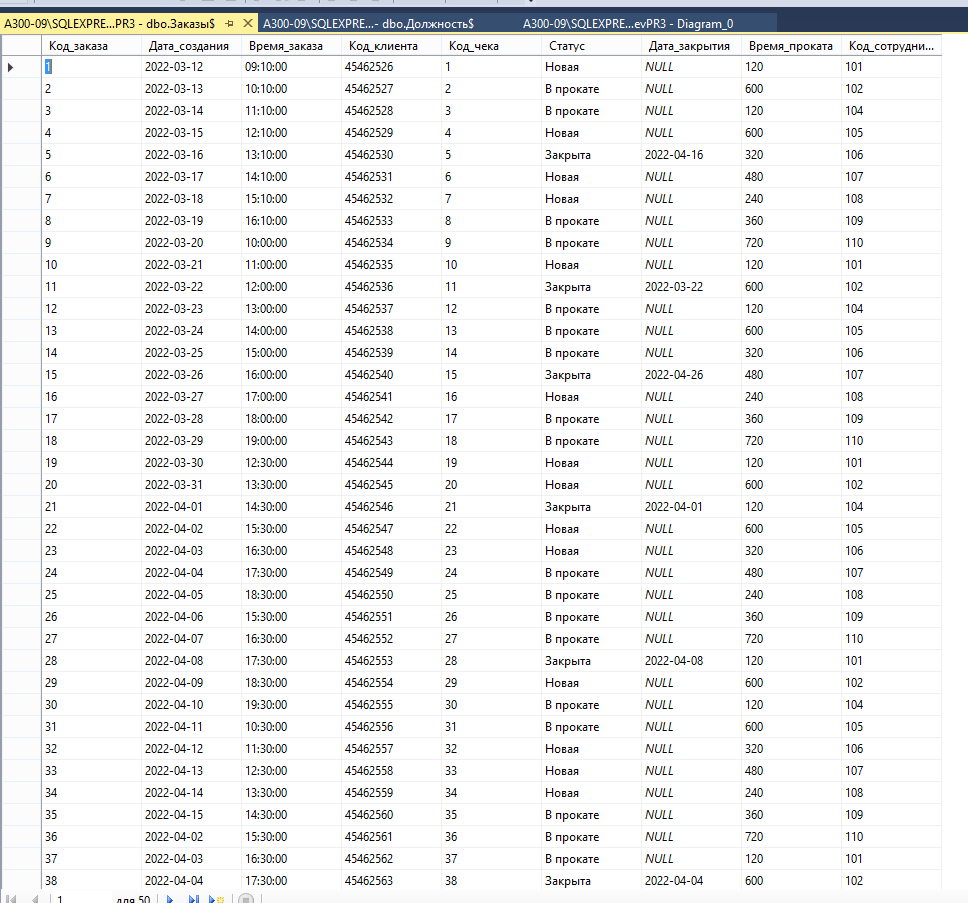 A300-09\SQLEXPRE...PR3 - dbo.Заказы$ A300-09\SQLEXPRE...- dbo.Должность$ A300-09\SQLEXPRE...evPR3 - Diagram_0
Код_заказа Дата_создания Время_заказа Код_клиента Код_чека Статус Дата_закрытия Время_проката Код_сотрудни...
1 2022-03-12 09:10:00 45462526 1 Новая NULL 120 101
2 2022-03-13 10:10:00 45462527 2 В прокате NULL 600 102
3 2022-03-14 11:10:00 45462528 3 В прокате NULL 120 104
4 2022-03-15 12:10:00 45462529 4 Новая NULL 600 105
5 2022-03-16 13:10:00 45462530 5 Закрыта 2022-04-16 320 106
6 2022-03-17 14:10:00 45462531 6 Новая NULL 480 107
7 2022-03-18 15:10:00 45462532 7 Новая NULL 240 108
8 2022-03-19 16:10:00 45462533 8 В прокате NULL 360 109
9 2022-03-20 10:00:00 45462534 9 В прокате NULL 720 110
10 2022-03-21 11:00:00 45462535 10 Новая NULL 120 101
11 2022-03-22 12:00:00 45462536 11 Закрыта 2022-03-22 600 102
12 2022-03-23 13:00:00 45462537 12 В прокате NULL 120 104
13 2022-03-24 14:00:00 45462538 13 В прокате NULL 600 105
14 2022-03-25 15:00:00 45462539 14 В прокате NULL 320 106
15 2022-03-26 16:00:00 45462540 15 Закрыта 2022-04-26 480 107
16 2022-03-27 17:00:00 45462541 16 Новая NULL 240 108
17 2022-03-28 18:00:00 45462542 17 В прокате NULL 360 109
18 2022-03-29 19:00:00 45462543 18 В прокате NULL 720 110
19 2022-03-30 12:30:00 45462544 19 Новая NULL 120 101
20 2022-03-31 13:30:00 45462545 20 Новая NULL 600 102
21 2022-04-01 14:30:00 45462546 21 Закрыта 2022-04-01 120 104
22 2022-04-02 15:30:00 45462547 22 Новая NULL 600 105
23 2022-04-03 16:30:00 45462548 23 Новая NULL 320 106
24 2022-04-04 17:30:00 45462549 24 В прокате NULL 480 107
25 2022-04-05 18:30:00 45462550 25 В прокате NULL 240 108
26 2022-04-06 15:30:00 45462551 26 В прокате NULL 360 109
27 2022-04-07 16:30:00 45462552 27 В прокате NULL 720 110
28 2022-04-08 17:30:00 45462553 28 Закрыта 2022-04-08 120 101
29 2022-04-09 18:30:00 45462554 29 Новая NULL 600 102
30 2022-04-10 19:30:00 45462555 30 В прокате NULL 120 104
31 2022-04-11 10:30:00 45462556 31 В прокате NULL 600 105
32 2022-04-12 11:30:00 45462557 32 Новая NULL 320 106
33 2022-04-13 12:30:00 45462558 33 Новая NULL 480 107
34 2022-04-14 13:30:00 45462559 34 Новая NULL 240 108
35 2022-04-15 14:30:00 45462560 35 В прокате NULL 360 109
36 2022-04-02 15:30:00 45462561 36 В прокате NULL 720 110
37 2022-04-03 16:30:00 45462562 37 В прокате NULL 120 101
38 2022-04-04 17:30:00 45462563 38 Закрыта 2022-04-04 600 102
1 для 50